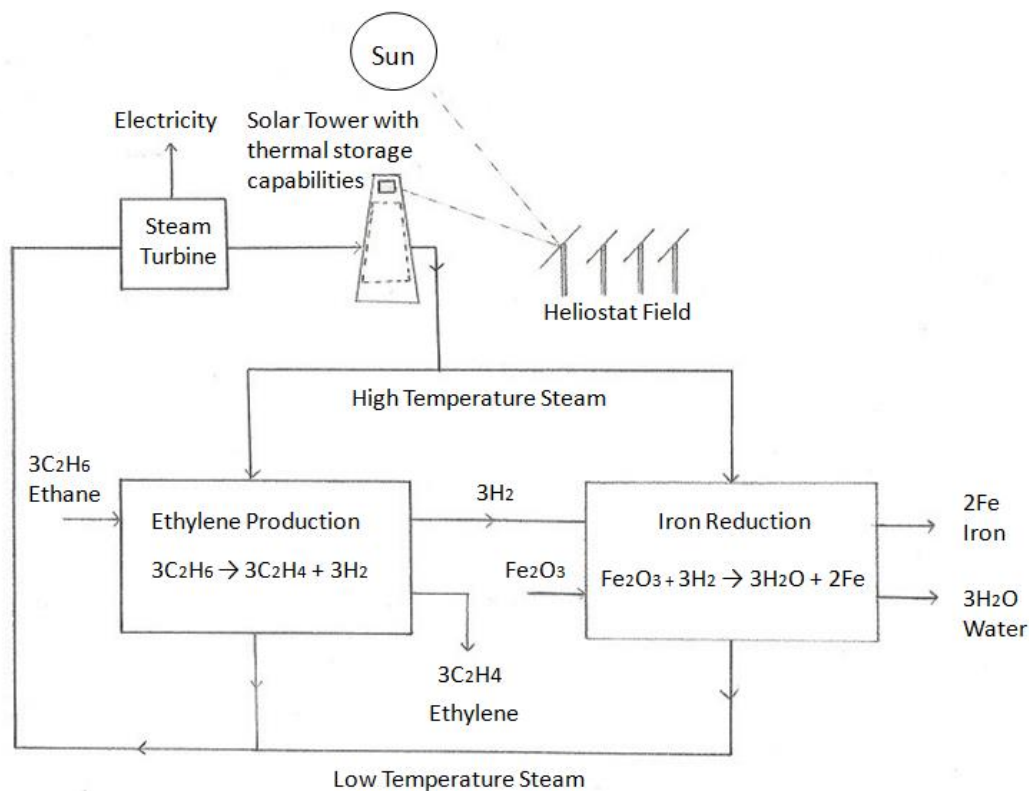 Sun
Electricity
Solar Tower with
thermal storage
capabilities
Steam
Turbine
Heliostat Field
High Temperature Steam
3C2H6
Ethane
Ethylene Production
3C2H6 → 3C2H4 + 3H2
3H2
Fe2O3
Iron Reduction
Fe2O3 + 3H2 → 3H2O + 2Fe
2Fe
Iron
3H2O
Water
3C2H4
Ethylene
Low Temperature Steam